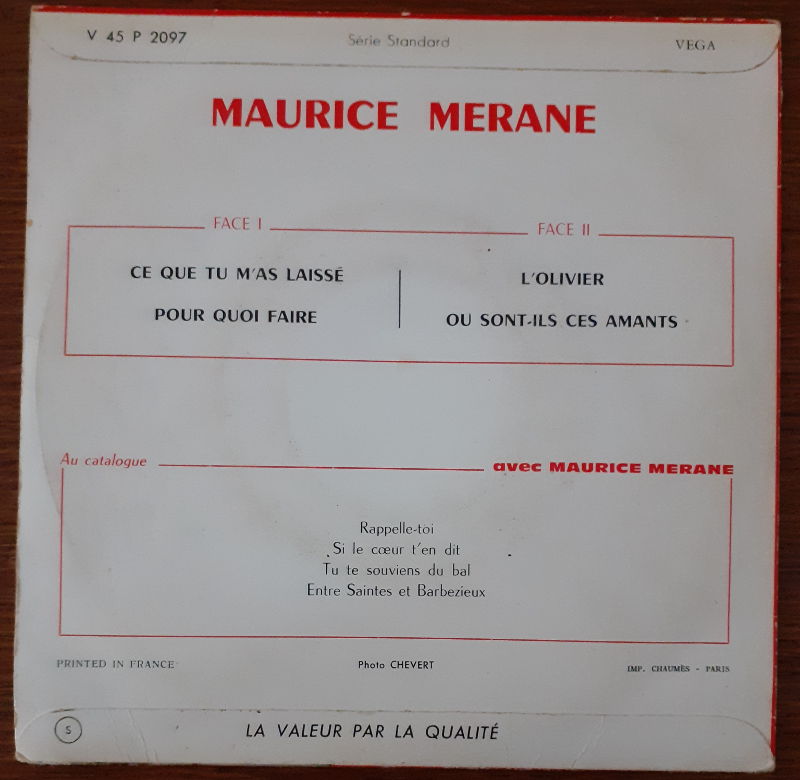 V 45 P 2097 Série Standard VEGA
MAURICE MERANE
FACE I FACE II
CE QUE TU M'AS LAISSÉ L'OLIVIER
POUR QUOI FAIRE OU SONT-ILS CES AMANTS
Au catalogue avec MAURICE MERANE
Rappelle-toi
Si le cœur t'en dit
Tu te souviens du bal
Entre Saintes et Barbezieux
PRINTED IN FRANCE Photo CHEVERT IMP. CHAUMÈS - PARIS
S LA VALEUR PAR LA QUALITÉ